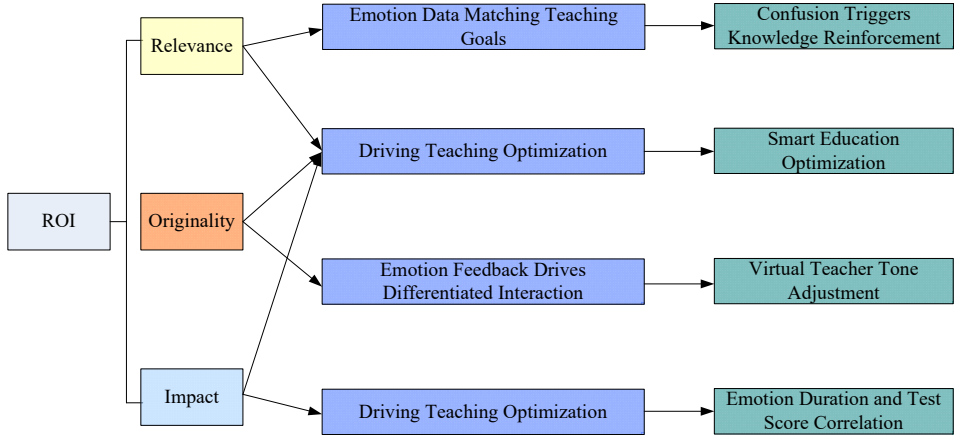 ROI
Relevance
Originality
Impact
Emotion Data Matching Teaching
Goals
Driving Teaching Optimization
Emotion Feedback Drives
Differentiated Interaction
Driving Teaching Optimization
Confusion Triggers
Knowledge Reinforcement
Smart Education
Optimization
Virtual Teacher Tone
Adjustment
Emotion Duration and Test
Score Correlation